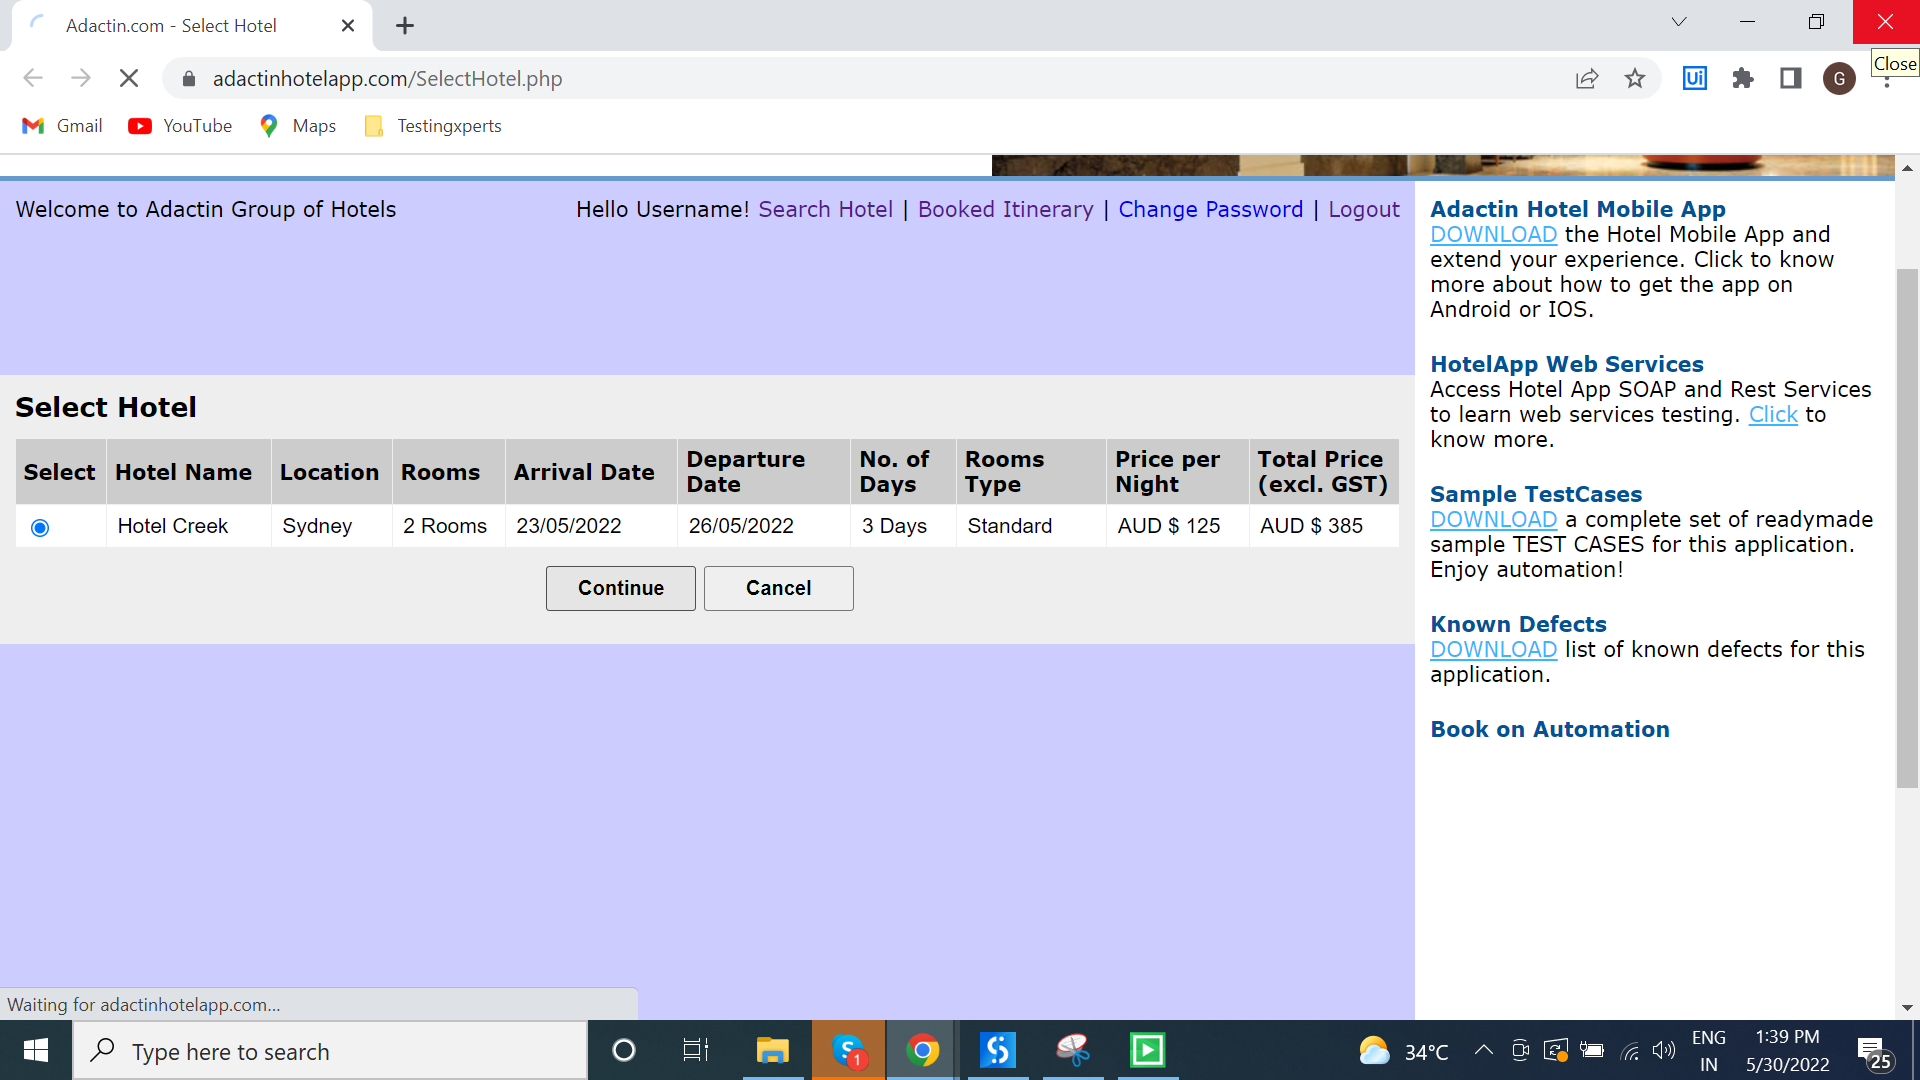 Adactin.com - Select Hotel
Close
adactinhotelapp.com/SelectHotel.php
Ui
G
Gmail
YouTube
Maps
Testingxperts
Welcome to Adactin Group of Hotels
Hello Username! Search Hotel | Booked Itinerary | Change Password | Logout
Select Hotel
Select Hotel Name Location Rooms Arrival Date Departure Date No. of Days Rooms Type Price per Night Total Price (excl. GST)
Hotel Creek Sydney 2 Rooms 23/05/2022 26/05/2022 3 Days Standard AUD $ 125 AUD $ 385
Continue Cancel
Adactin Hotel Mobile App
DOWNLOAD the Hotel Mobile App and
extend your experience. Click to know
more about how to get the app on
Android or IOS.
HotelApp Web Services
Access Hotel App SOAP and Rest Services
to learn web services testing. Click to
know more.
Sample TestCases
DOWNLOAD a complete set of readymade
sample TEST CASES for this application.
Enjoy automation!
Known Defects
DOWNLOAD list of known defects for this
application.
Book on Automation
Waiting for adactinhotelapp.com...
Type here to search
S
1
34°C
ENG
IN
1:39 PM
5/30/2022
25